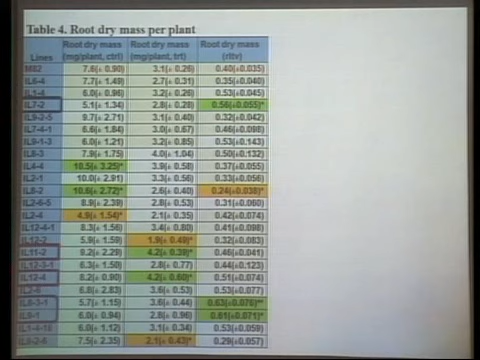 Table 4. Root dry mass per plant
Lines Root dry mass (mg/plant, ctrl) Root dry mass (mg/plant, trt) Root dry mass (rltv)
M82 7.8(± 0.90) 3.1(± 0.26) 0.40(±0.035)
IL6-4 7.7(± 1.49) 2.7(± 0.31) 0.35(±0.040)
IL5-4 6.0(± 0.96) 3.2(± 0.26) 0.53(±0.045)
IL7-2 5.1(± 1.34) 2.8(± 0.28) 0.56(±0.055)*
IL9-2-5 9.7(± 2.71) 3.1(± 0.40) 0.32(±0.042)
IL7-4-1 6.6(± 1.84) 3.0(± 0.67) 0.46(±0.098)
IL9-1-3 6.0(± 1.21) 3.2(± 0.85) 0.53(±0.143)
IL8-3 7.9(± 1.75) 4.0(± 1.04) 0.50(±0.132)
IL4-4 10.5(± 3.25)* 3.9(± 0.58) 0.37(±0.055)
IL2-1 10.0(± 2.91) 3.3(± 0.56) 0.33(±0.056)
IL8-2 10.6(± 2.72)* 2.6(± 0.40) 0.24(±0.038)*
IL2-6-5 8.9(± 2.39) 2.8(± 0.53) 0.31(±0.060)
IL2-4 4.9(± 1.54)* 2.1(± 0.35) 0.42(±0.074)
IL12-4-1 8.3(± 1.56) 3.4(± 0.80) 0.41(±0.098)
IL12-2 5.9(± 1.59) 1.9(± 0.49)* 0.32(±0.083)
IL11-2 9.2(± 2.29) 4.2(± 0.39)* 0.46(±0.041)
IL12-3-1 6.3(± 1.50) 2.8(± 0.77) 0.44(±0.123)
IL12-4 8.2(± 0.90) 4.2(± 0.60)* 0.51(±0.074)
IL2-6 6.8(± 2.83) 3.6(± 0.53) 0.53(±0.077)
5.7(± 1.15) 3.6(± 0.44) 0.63(±0.076)**
IL9-1 6.0(± 0.94) 2.8(± 0.96) 0.61(±0.071)*
IL1-4-18 6.0(± 1.12) 3.1(± 0.34) 0.53(±0.059)
7.5(± 2.35) 2.1(± 0.43)* 0.29(±0.057)